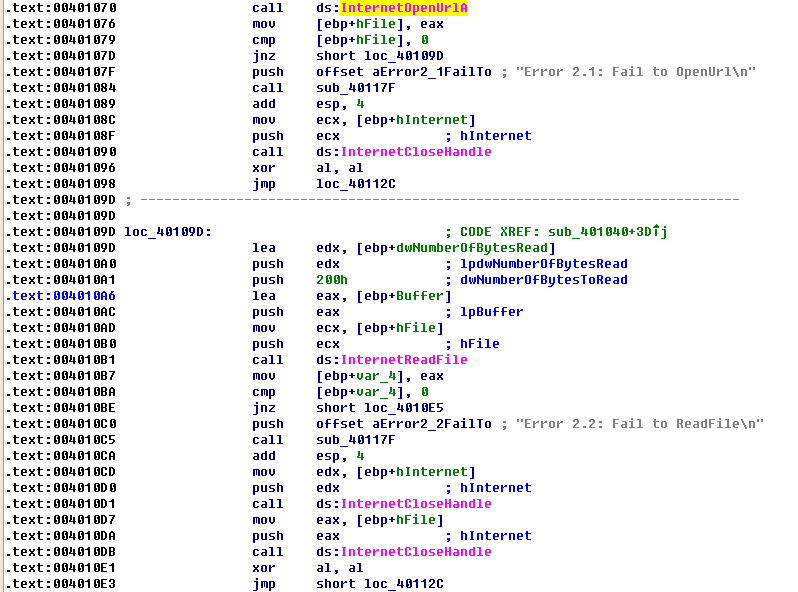 .text:00401070 call ds:InternetOpenUrlA
.text:00401076 mov [ebp+hFile], eax
.text:00401079 cmp [ebp+hFile], 0
.text:0040107D jnz short loc_40109D
.text:0040107F push offset aError2_1FailTo ; "Error 2.1: Fail to OpenUrl\n"
.text:00401084 call sub_40117F
.text:00401089 add esp, 4
.text:0040108C mov ecx, [ebp+hInternet]
.text:0040108F push ecx ; hInternet
.text:00401090 call ds:InternetCloseHandle
.text:00401096 xor al, al
.text:00401098 jmp loc_40112C
.text:0040109D ; ---------------------------------------------------------------------------
.text:0040109D
.text:0040109D loc_40109D: ; CODE XREF: sub_401040+3D↑j
.text:0040109D lea edx, [ebp+dwNumberOfBytesRead]
.text:004010A0 push edx ; lpdwNumberOfBytesRead
.text:004010A1 push 200h ; dwNumberOfBytesToRead
.text:004010A6 lea eax, [ebp+Buffer]
.text:004010AC push eax ; lpBuffer
.text:004010AD mov ecx, [ebp+hFile]
.text:004010B0 push ecx ; hFile
.text:004010B1 call ds:InternetReadFile
.text:004010B7 mov [ebp+var_4], eax
.text:004010BA cmp [ebp+var_4], 0
.text:004010BE jnz short loc_4010E5
.text:004010C0 push offset aError2_2FailTo ; "Error 2.2: Fail to ReadFile\n"
.text:004010C5 call sub_40117F
.text:004010CA add esp, 4
.text:004010CD mov edx, [ebp+hInternet]
.text:004010D0 push edx ; hInternet
.text:004010D1 call ds:InternetCloseHandle
.text:004010D7 mov eax, [ebp+hFile]
.text:004010DA push eax ; hInternet
.text:004010DB call ds:InternetCloseHandle
.text:004010E1 xor al, al
.text:004010E3 jmp short loc_40112C